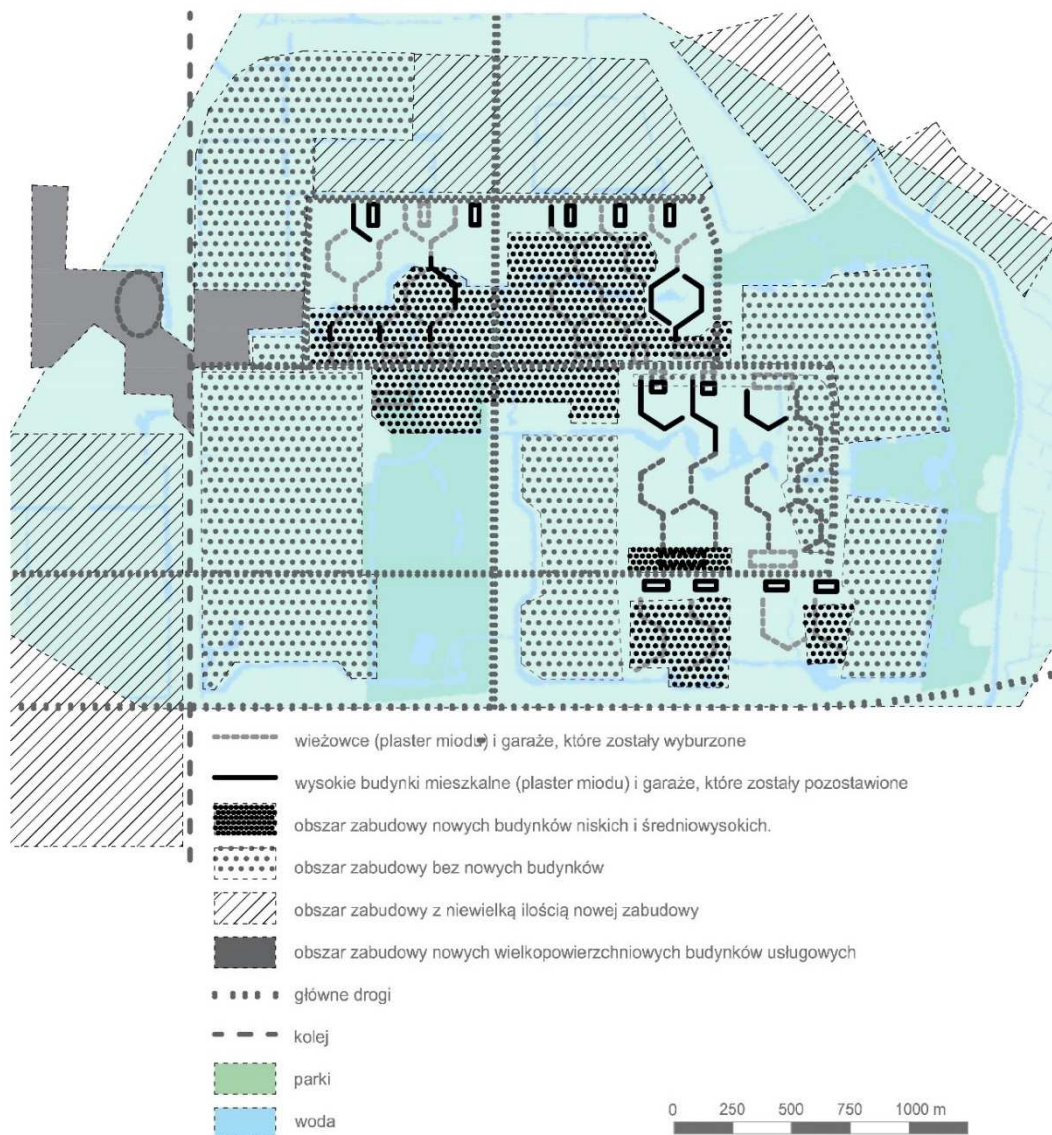 wieżowce (plaster miodu) i garaże, które zostały wyburzone
wysokie budynki mieszkalne (plaster miodu) i garaże, które zostały pozostawione
obszar zabudowy nowych budynków niskich i średniowysokich.
obszar zabudowy bez nowych budynków
obszar zabudowy z niewielką ilością nowej zabudowy
obszar zabudowy nowych wielkopowierzchniowych budynków usługowych
główne drogi
kolej
parki
woda
0 250 500 750 1000 m